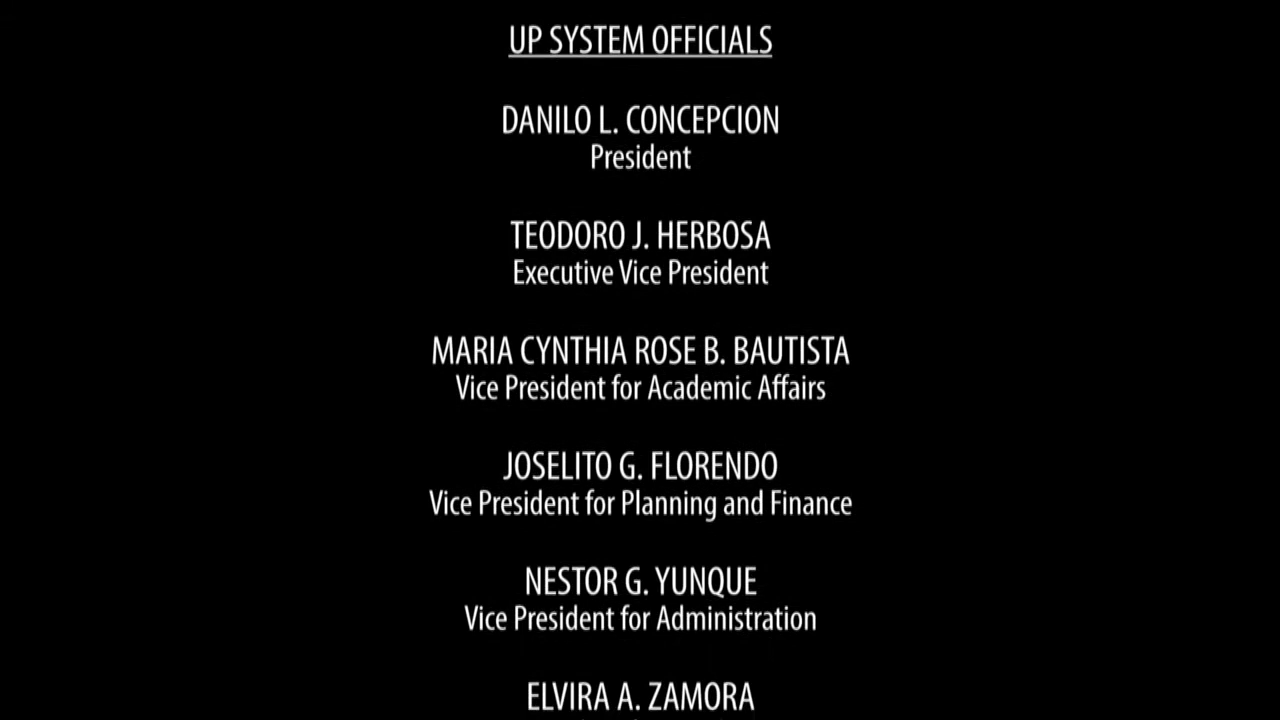 UP SYSTEM OFFICIALS
DANILO L. CONCEPCION
President
TEODORO J. HERBOSA
Executive Vice President
MARIA CYNTHIA ROSE B. BAUTISTA
Vice President for Academic Affairs
JOSELITO G. FLORENDO
Vice President for Planning and Finance
NESTOR G. YUNQUE
Vice President for Administration
ELVIRA A. ZAMORA